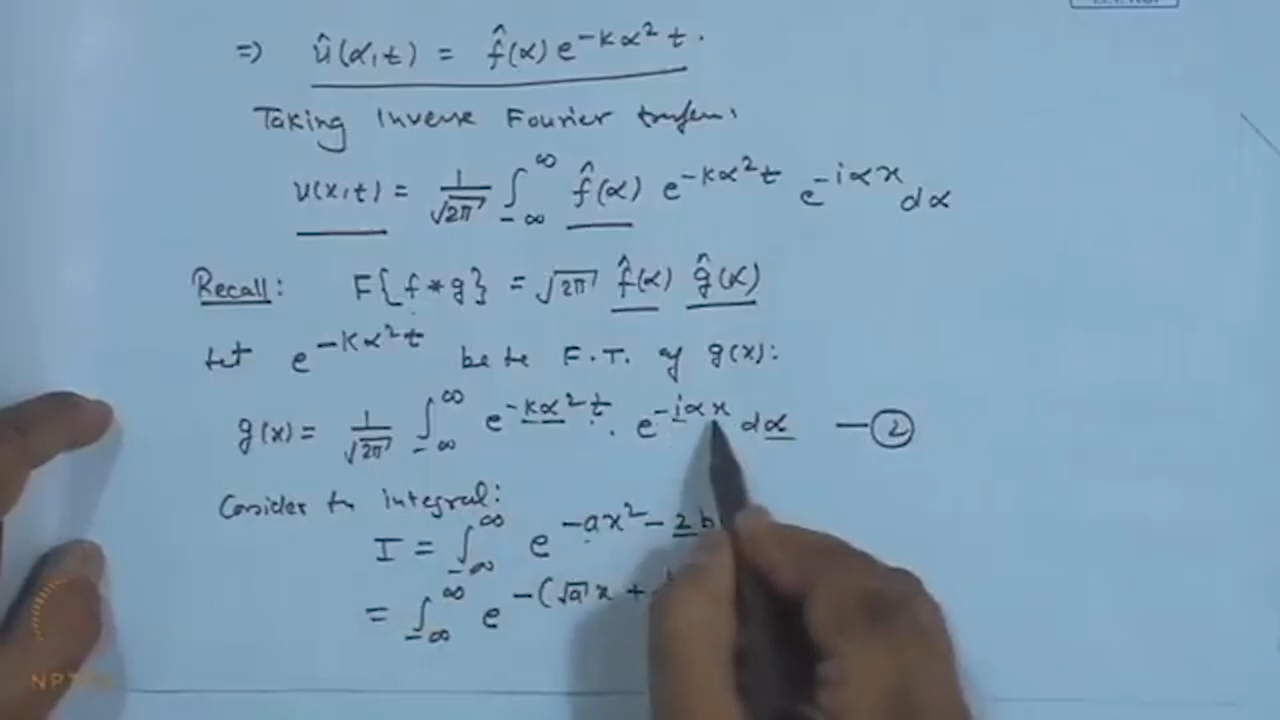 ⇒ û(α,t) = f̂(α) e^{-kα²t}.
Taking Inverse Fourier
u(x,t) = 1/√2π ∫_{-∞}^{∞} f̂(α) e^{-kα²t} e^{-iαx} dα
Recall: F{f*g} = √2π f̂(α) ĝ(α)
Let e^{-kα²t} be the F.T. of g(x):
g(x) = 1/√2π ∫_{-∞}^{∞} e^{-kα²t} . e^{-iαx} dα — ②
Consider the integral:
I = ∫_{-∞}^{∞} e^{-ax² - 2b
= ∫_{-∞}^{∞} e^{-(√a x +